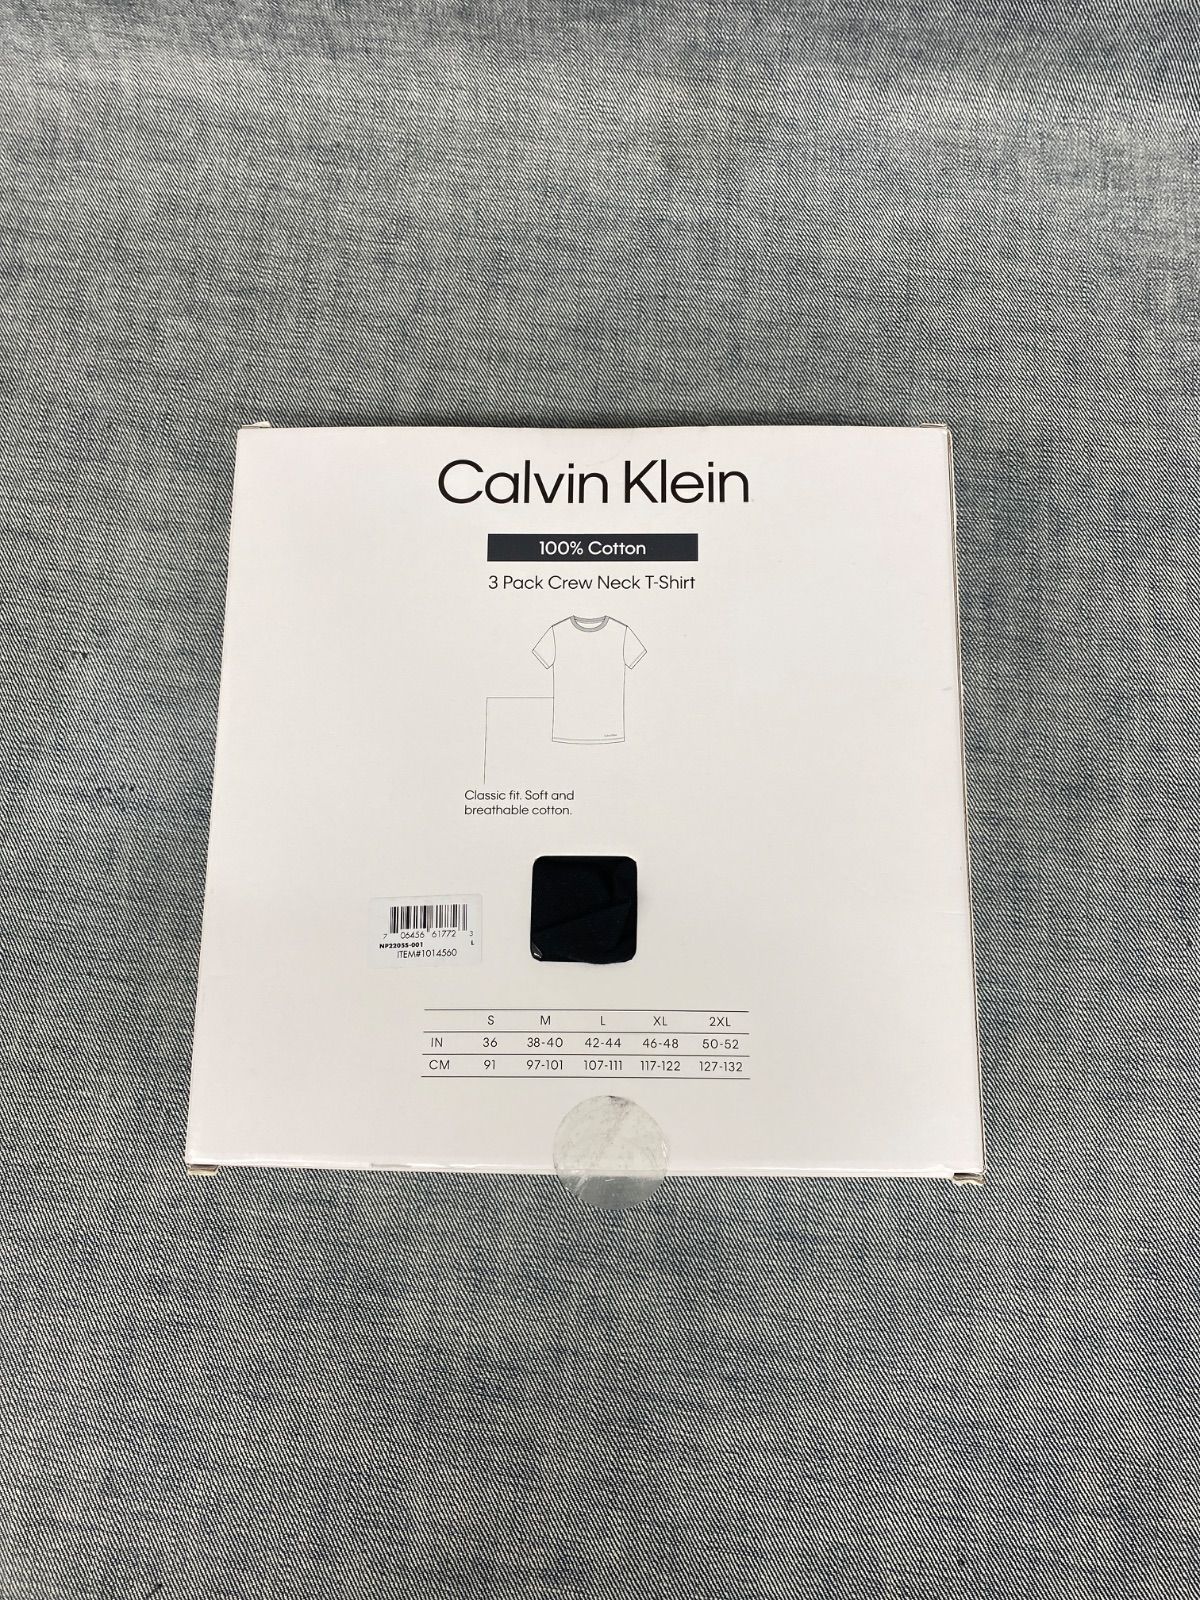 Calvin Klein
100% Cotton
3 Pack Crew Neck T-Shirt
Classic fit. Soft and
breathable cotton.
7 06456 61772 3
NP22055-001 L
ITEM#1014560
S M L XL 2XL
IN 36 38-40 42-44 46-48 50-52
CM 91 97-101 107-111 117-122 127-132